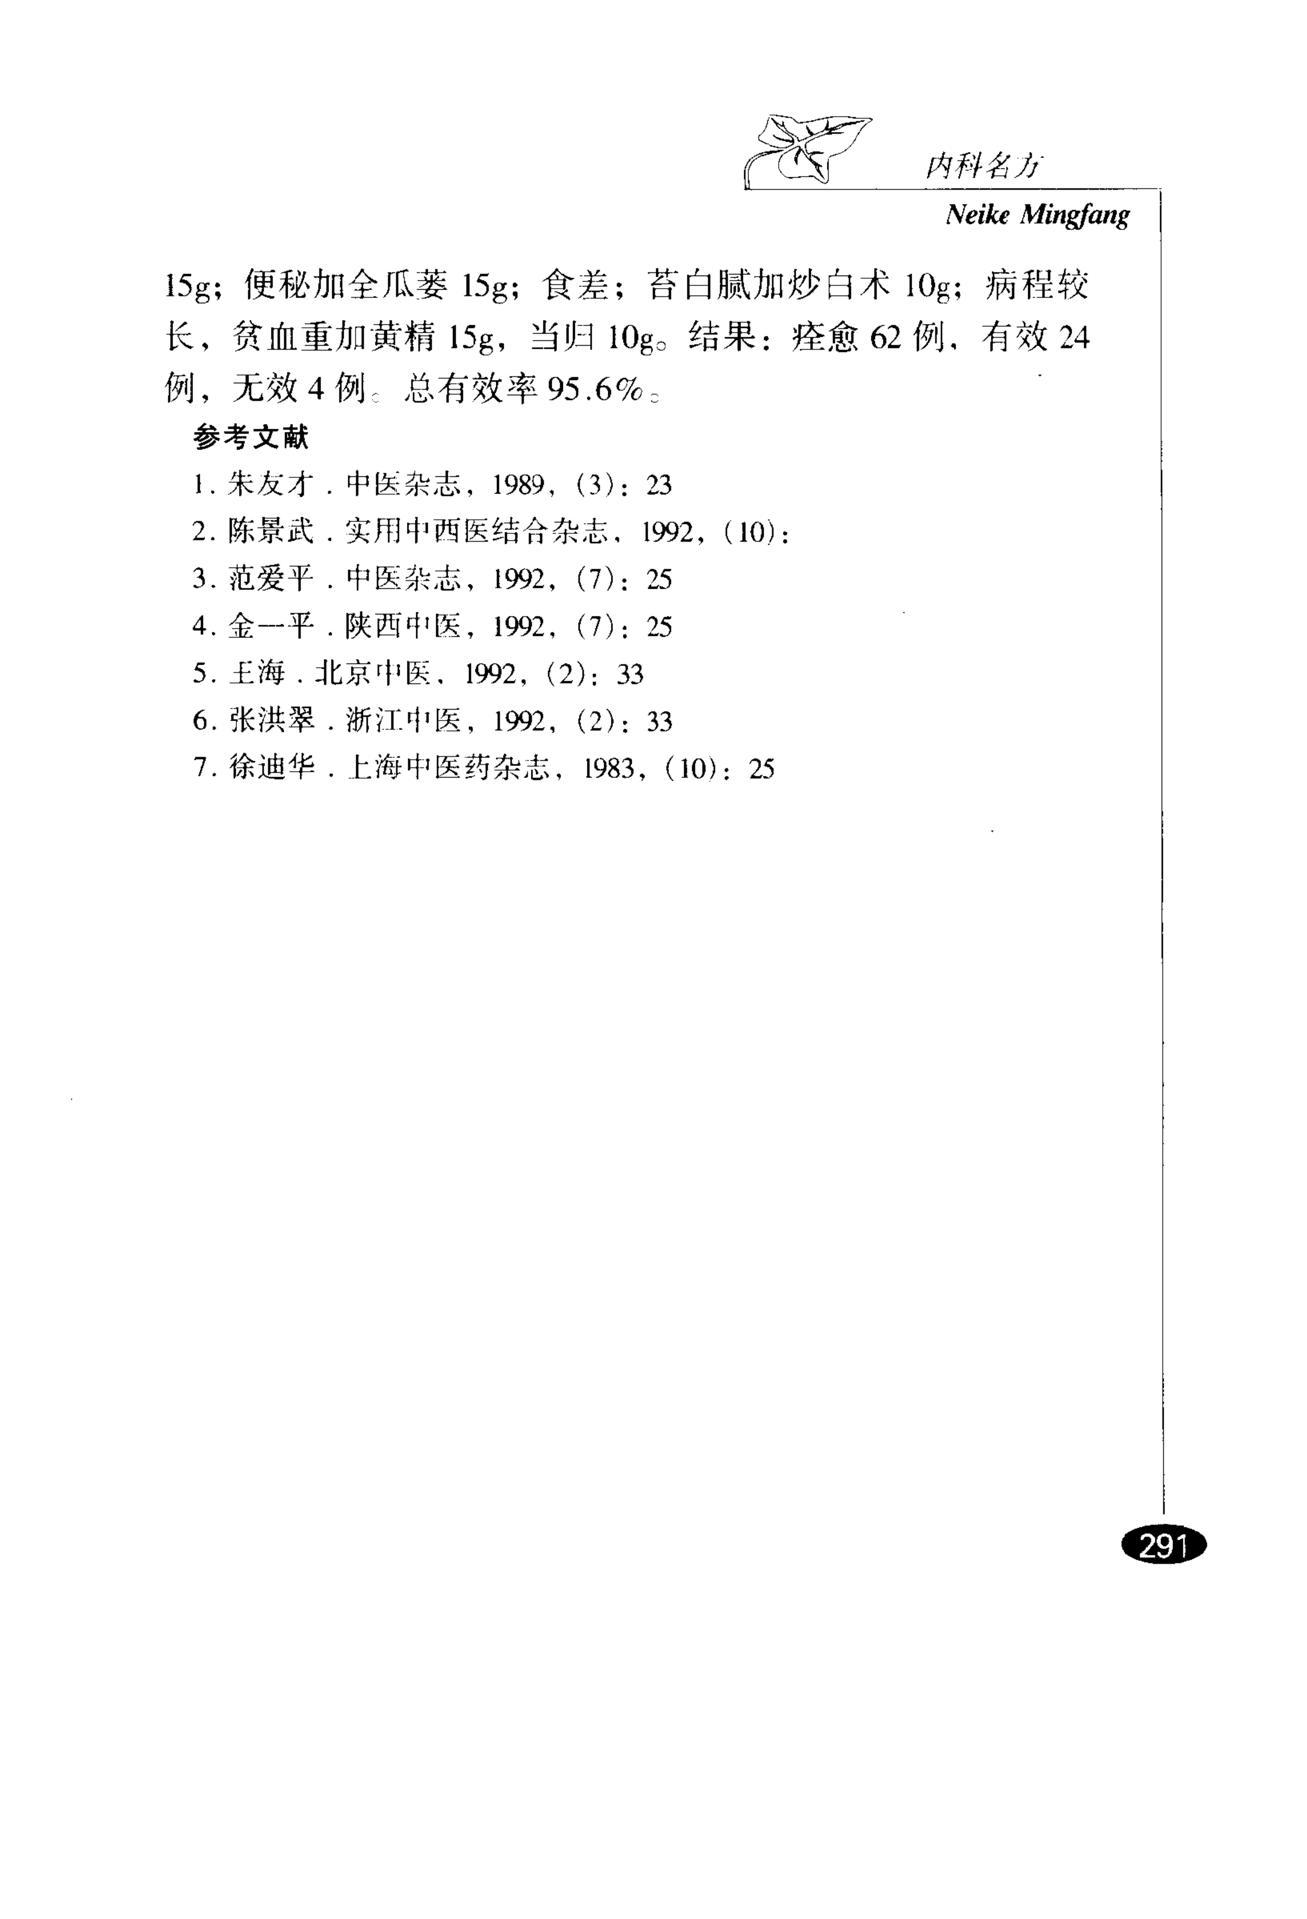 内科名方
Neike Mingfang
15g；便秘加全瓜蒌 15g；食差；苔白腻加炒白术 10g；病程较
长，贫血重加黄精 15g，当归 10g。结果：痊愈 62 例，有效 24
例，无效 4 例。总有效率 95.6%。
参考文献
1. 朱友才．中医杂志，1989，（3）：23
2. 陈景武．实用中西医结合杂志，1992，（10）：
3. 范爱平．中医杂志，1992，（7）：25
4. 金一平．陕西中医，1992，（7）：25
5. 王海．北京中医，1992，（2）：33
6. 张洪翠．浙江中医，1992，（2）：33
7. 徐迪华．上海中医药杂志，1983，（10）：25
291